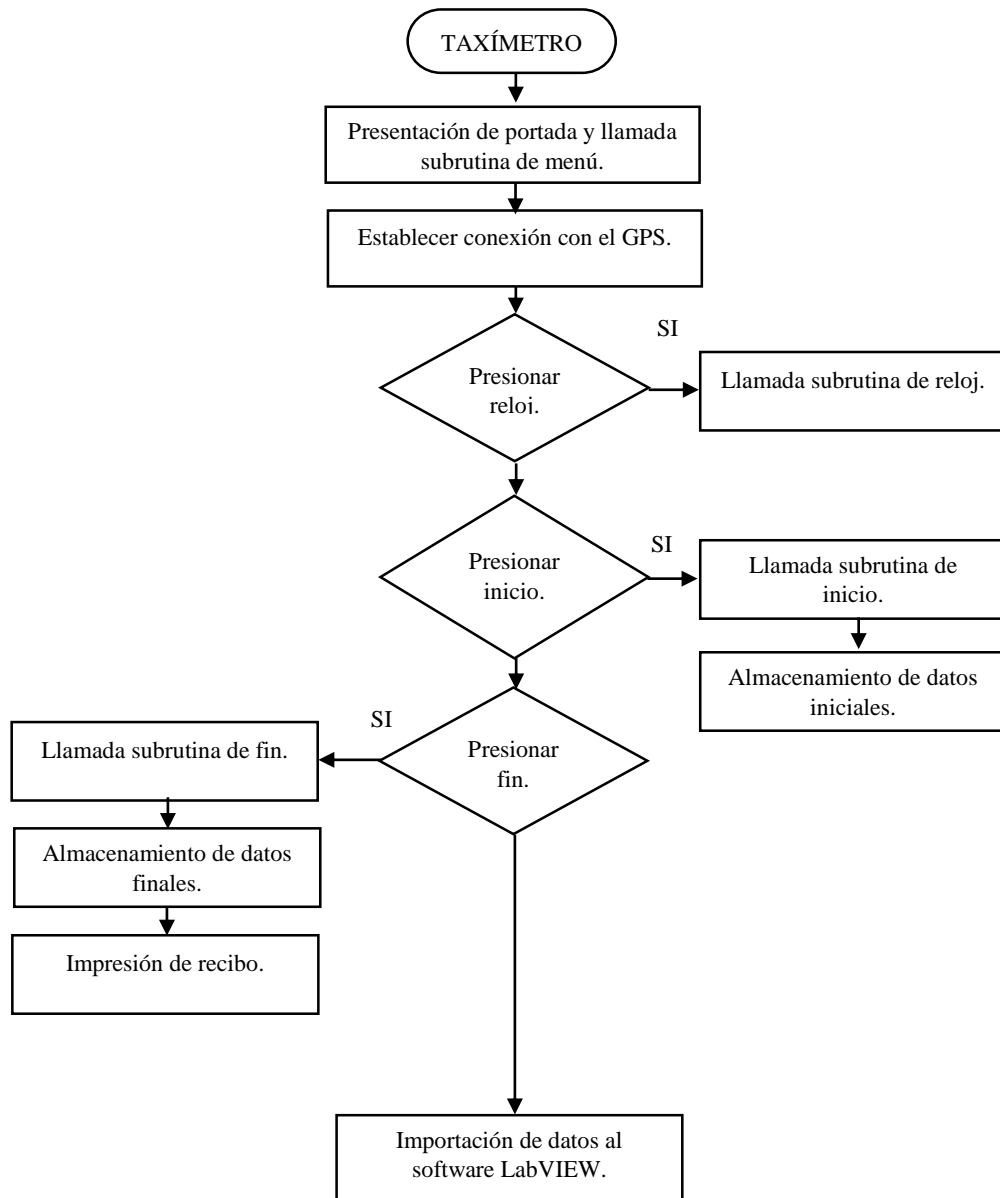 TAXÍMETRO
Presentación de portada y llamada
subrutina de menú.
Establecer conexión con el GPS.
SI
Presionar
reloj.
Llamada subrutina de reloj.
SI
Presionar
inicio.
Llamada subrutina de
inicio.
Almacenamiento de datos
iniciales.
SI
Presionar
fin.
Llamada subrutina de fin.
Almacenamiento de datos
finales.
Impresión de recibo.
Importación de datos al
software LabVIEW.